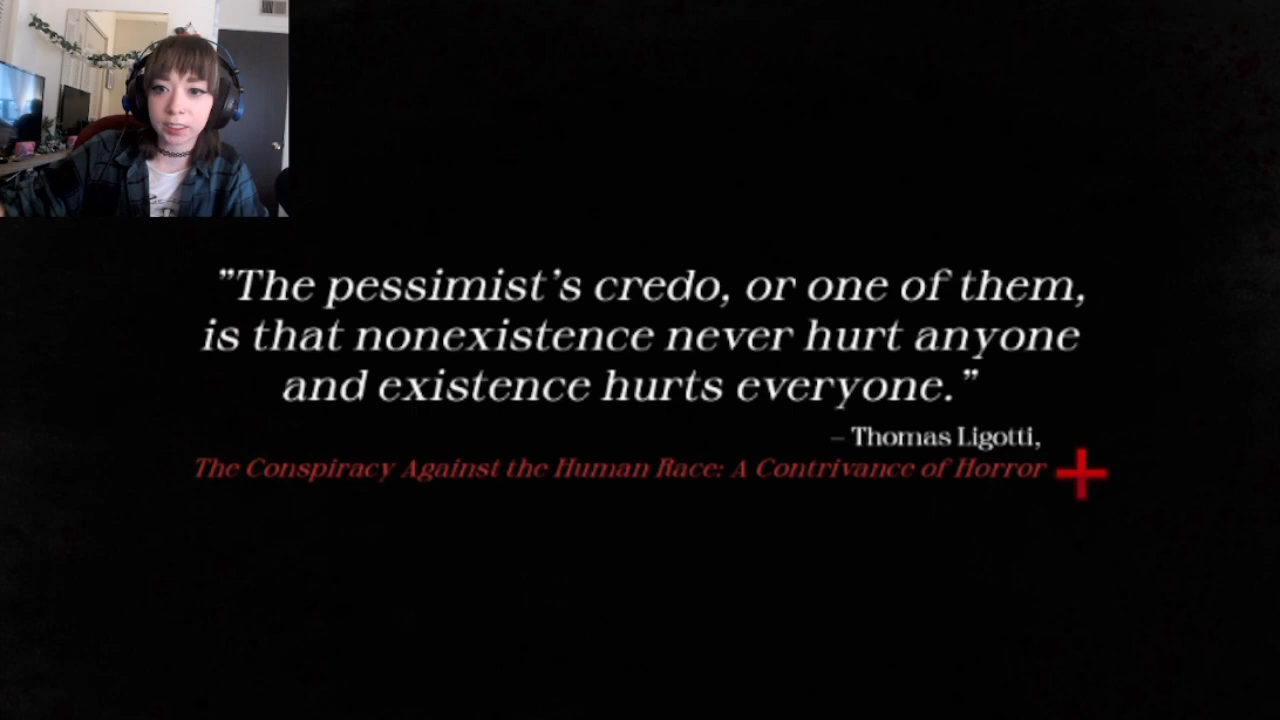 "The pessimist's credo, or one of them,
is that nonexistence never hurt anyone
and existence hurts everyone."
– Thomas Ligotti,
The Conspiracy Against the Human Race: A Contrivance of Horror